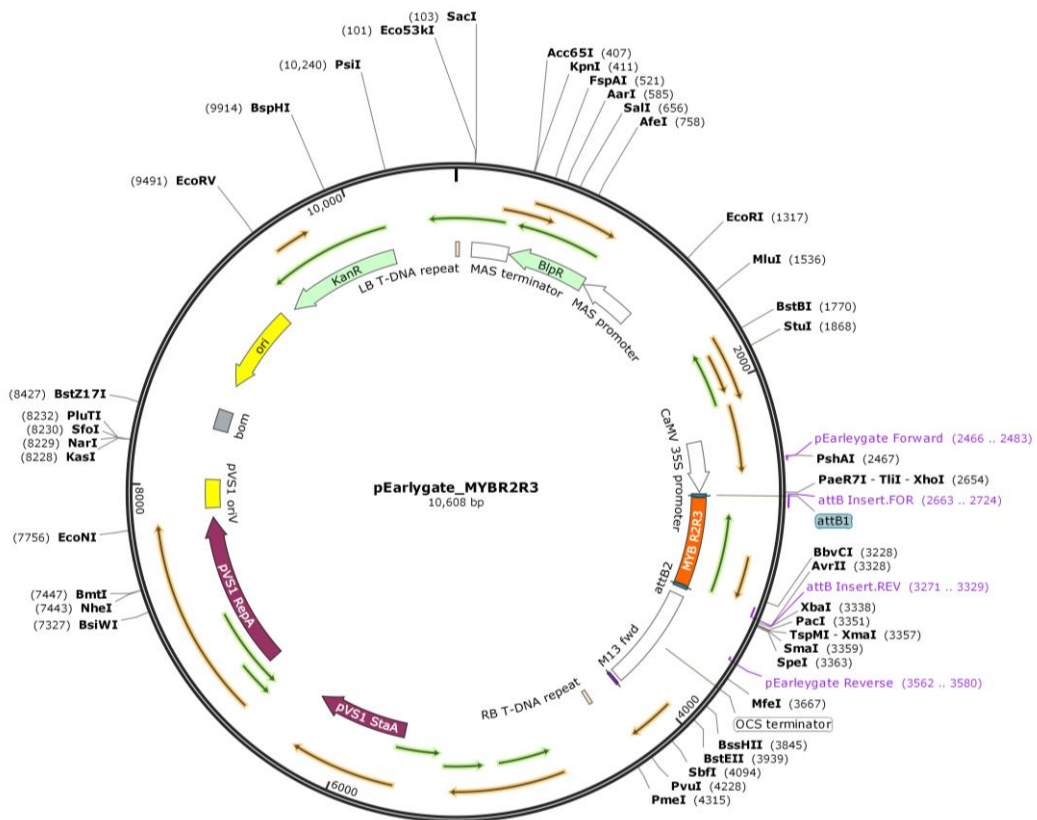 (103) SacI
(101) Eco53kI
(10,240) PsiI
(9914) BspHI
(9491) EcoRV
Acc65I (407)
KpnI (411)
FspAI (521)
AarI (585)
SalI (656)
AfeI (758)
EcoRI (1317)
MluI (1536)
BstBI (1770)
StuI (1868)
pEarleygate Forward (2466 .. 2483)
PshAI (2467)
PaeR7I - TliI - XhoI (2654)
attB Insert.FOR (2663 .. 2724)
attB1
BbvCI (3228)
AvrII (3328)
attB Insert.REV (3271 .. 3329)
XbaI (3338)
PacI (3351)
TspMI - XmaI (3357)
SmaI (3359)
SpeI (3363)
pEarleygate Reverse (3562 .. 3580)
MfeI (3667)
OCS terminator
BssHII (3845)
BstEII (3939)
SbfI (4094)
PvuI (4228)
PmeI (4315)
(8427) BstZ17I
(8232) PluTI
(8230) SfoI
(8229) NarI
(8228) KasI
(7756) EcoNI
(7447) BmtI
(7443) NheI
(7327) BsiWI
10,000
2000
4000
6000
8000
KanR
LB T-DNA repeat
MAS terminator
BlpR
MAS promoter
ori
bom
pVS1 oriV
pVS1 RepA
pVS1 StaA
RB T-DNA repeat
M13 fwd
attB2
MYB R2R3
CaMV 35S promoter
pEarlygate_MYBR2R3
10,608 bp